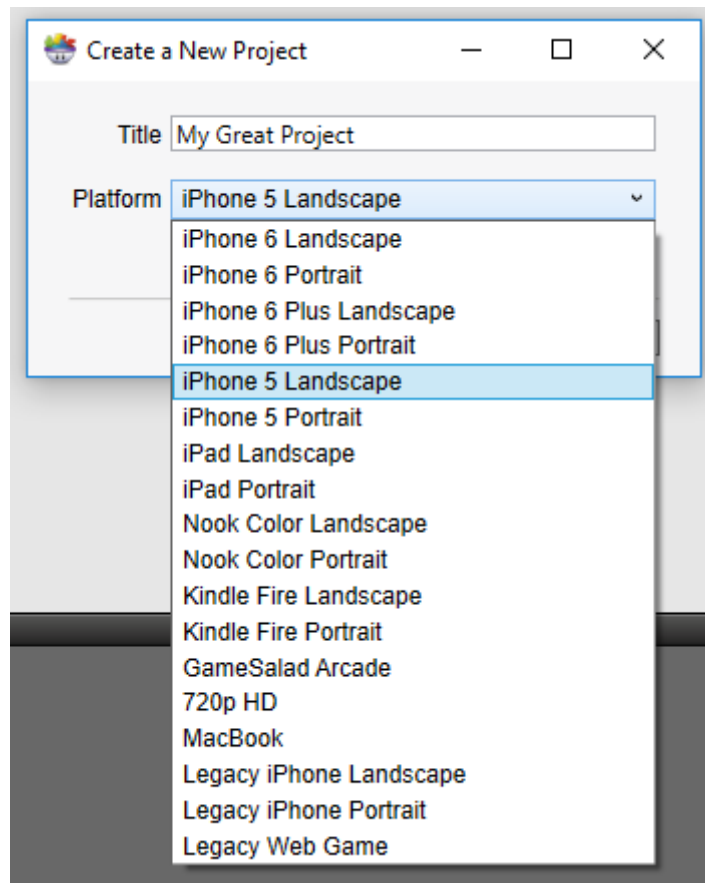 Create a New Project
Title My Great Project
Platform iPhone 5 Landscape
iPhone 6 Landscape
iPhone 6 Portrait
iPhone 6 Plus Landscape
iPhone 6 Plus Portrait
iPhone 5 Landscape
iPhone 5 Portrait
iPad Landscape
iPad Portrait
Nook Color Landscape
Nook Color Portrait
Kindle Fire Landscape
Kindle Fire Portrait
GameSalad Arcade
720p HD
MacBook
Legacy iPhone Landscape
Legacy iPhone Portrait
Legacy Web Game